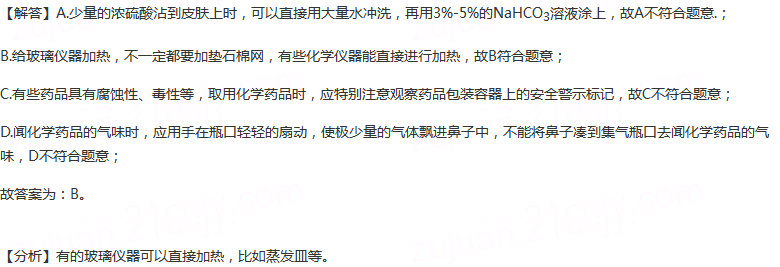 【解答】A.少量的浓硫酸沾到皮肤上时，可以直接用大量水冲洗，再用3%-5%的NaHCO3溶液涂上，故A不符合题意.；
B.给玻璃仪器加热，不一定都要加垫石棉网，有些化学仪器能直接进行加热，故B符合题意；
C.有些药品具有腐蚀性、毒性等，取用化学药品时，应特别注意观察药品包装容器上的安全警示标记，故C不符合题意；
D.闻化学药品的气味时，应用手在瓶口轻轻的扇动，使极少量的气体飘进鼻子中，不能将鼻子凑到集气瓶口去闻化学药品的气
味，D不符合题意；
故答案为：B。
【分析】有的玻璃仪器可以直接加热，比如蒸发皿等。